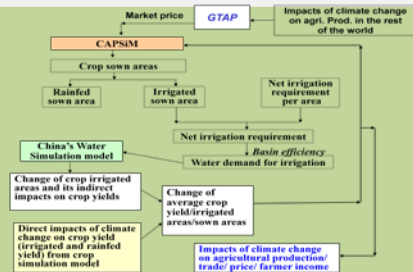 Market price
GTAP
Impacts of climate change
on agri. Prod. in the rest
of the world
CAPSiM
Crop sown areas
Rainfed
sown area
Irrigated
sown area
Net irrigation
requirement
per area
Net irrigation requirement
Basin efficiency
Water demand for irrigation
China's Water
Simulation model
Change of crop irrigated
areas and its indirect
impacts on crop yields
Change of
average crop
yield/irrigated
areas/sown areas
Direct impacts of climate
change on crop yield
(irrigated and rainfed
yield) from crop
simulation model
Impacts of climate change
on agricultural production/
trade/ price/ farmer income